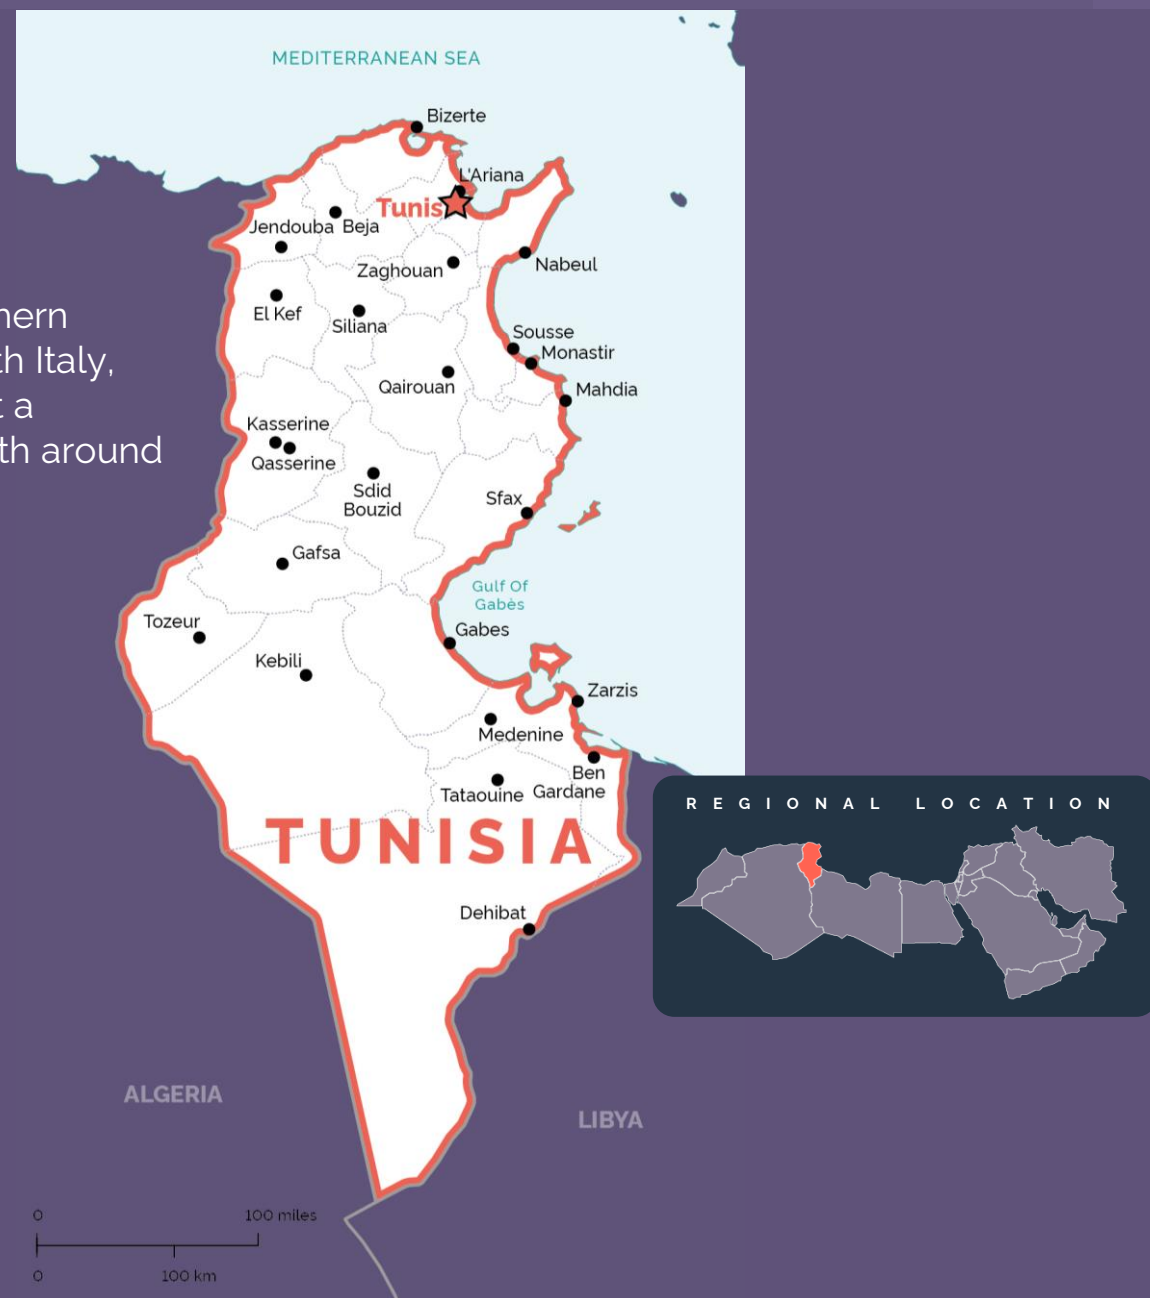 MEDITERRANEAN SEA
Bizerte
L'Ariana
Tunis
Jendouba
Beja
Zaghouan
Nabeul
El Kef
Siliana
Sousse
Monastir
Qairouan
Mahdia
Kasserine
Qasserine
Sdid
Bouzid
Sfax
Gafsa
Gulf Of
Gabès
Tozeur
Gabes
Kebili
Zarzis
Medenine
Ben
Gardane
Tataouine
TUNISIA
Dehibat
ALGERIA
LIBYA
0 100 miles
0 100 km
hern
th Italy,
t a
th around
REGIONAL LOCATION